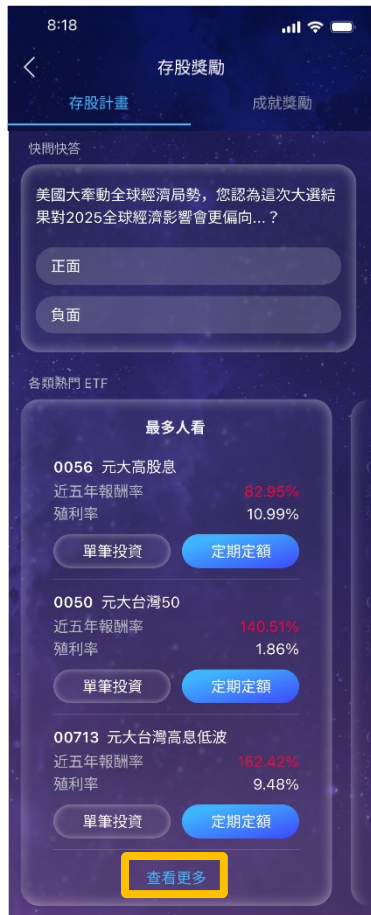 8:18
存股獎勵
存股計畫
成就獎勵
快問快答
美國大牽動全球經濟局勢，您認為這次大選結
果對2025全球經濟影響會更偏向...？
正面
負面
各類熱門 ETF
最多人看
0056 元大高股息
近五年報酬率 82.95%
殖利率 10.99%
單筆投資 定期定額
0050 元大台灣50
近五年報酬率 140.51%
殖利率 1.86%
單筆投資 定期定額
00713 元大台灣高息低波
近五年報酬率 152.42%
殖利率 9.48%
單筆投資 定期定額
查看更多